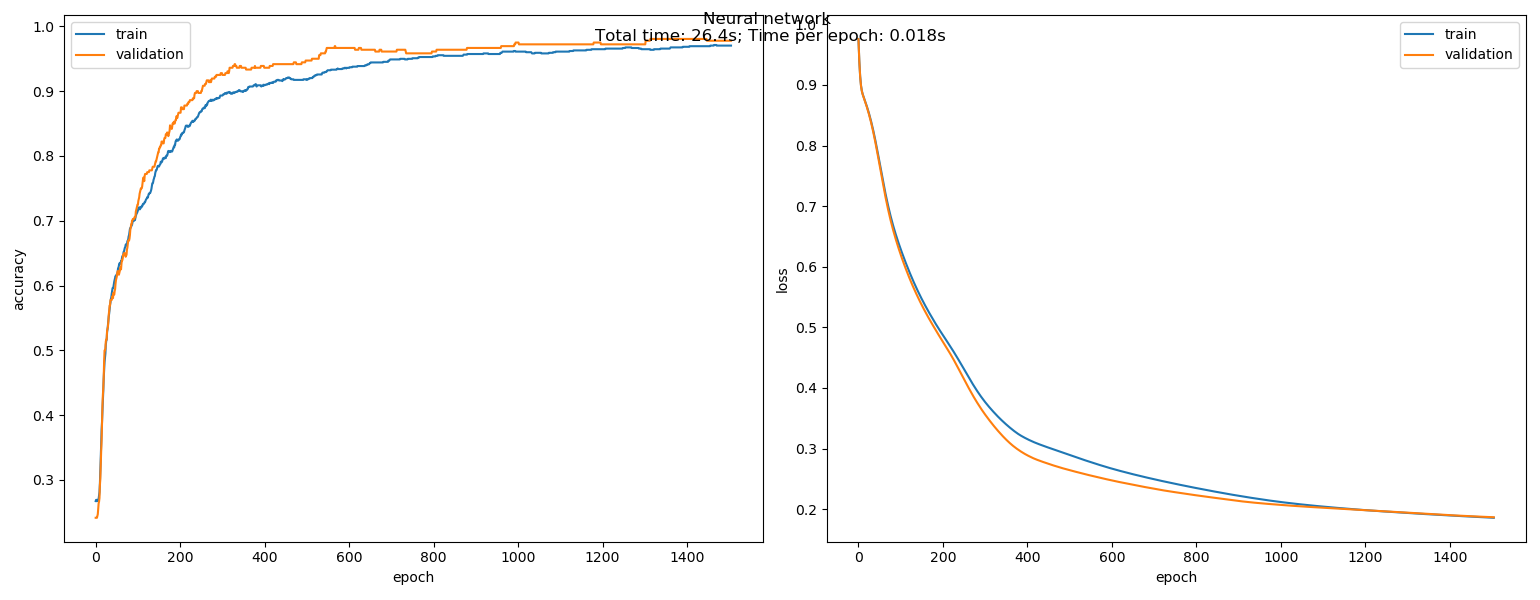 Neural network
Total time: 26.4s; Time per epoch: 0.018s
train
validation
1.0
0.9
0.8
0.7
0.6
0.5
0.4
0.3
accuracy
0 200 400 600 800 1000 1200 1400
epoch
train
validation
1.0
0.9
0.8
0.7
0.6
0.5
0.4
0.3
0.2
loss
0 200 400 600 800 1000 1200 1400
epoch